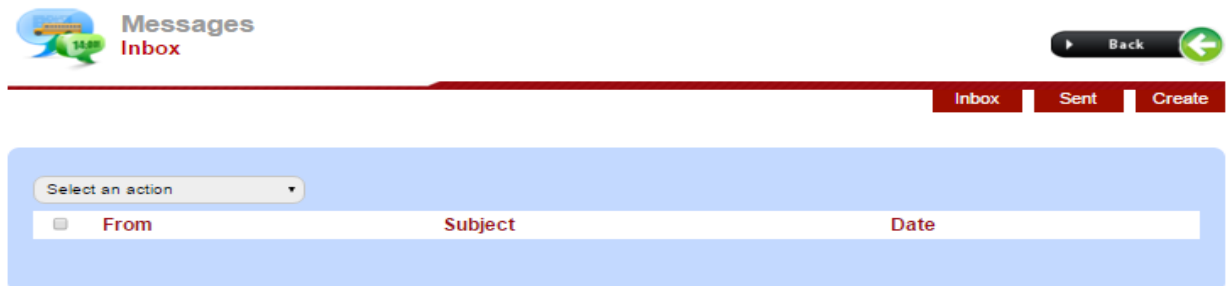 Messages
Inbox
Back
Inbox Sent Create
Select an action
From Subject Date